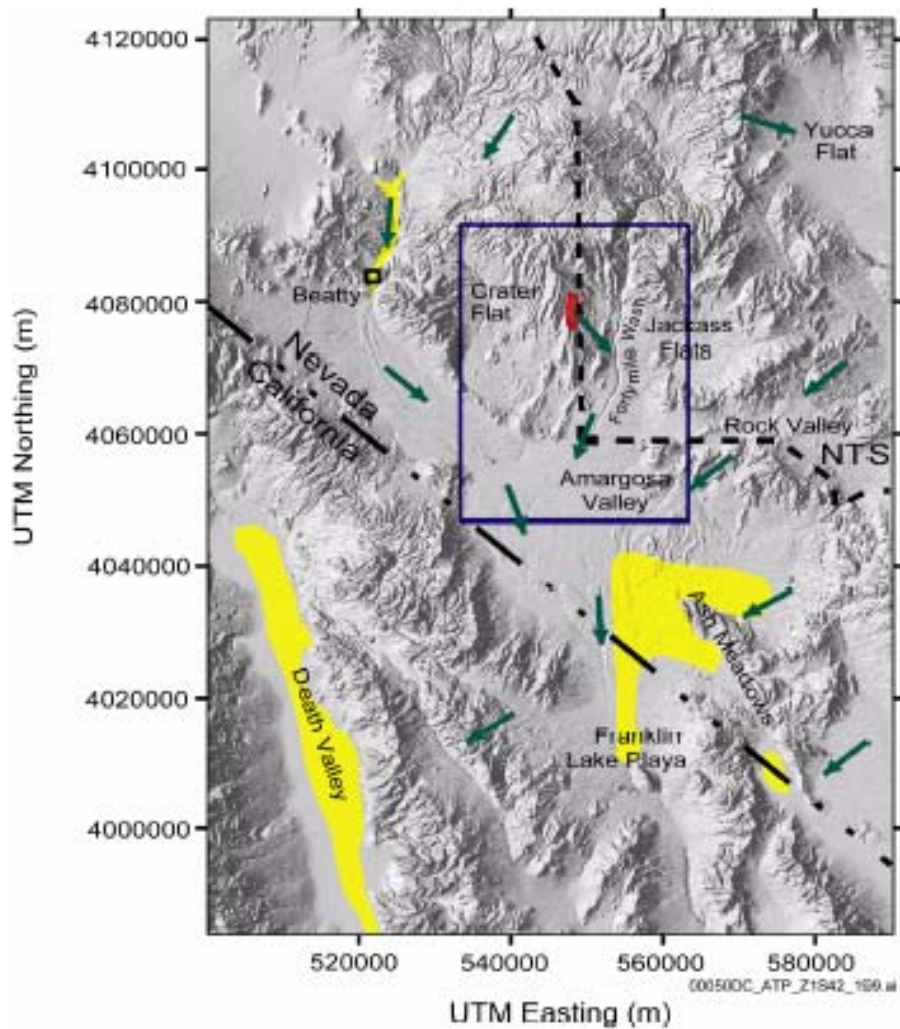 4120000
4100000
4080000
4060000
4040000
4020000
4000000
UTM Northing (m)
Yucca
Flat
Beatty
Crater
Flat
Fortymile Wash
Jackass
Flats
Nevada
California
Rock Valley
NTS
Amargosa
Valley
Ash Meadows
Death Valley
Franklin
Lake Playa
520000
540000
560000
580000
00050DC_ATP_Z1S42_199.ai
UTM Easting (m)